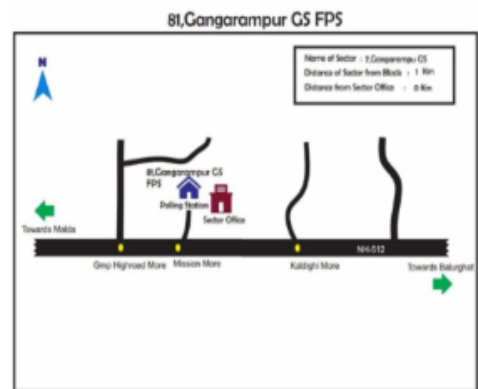 81,Gangarampur GS FPS
Name of Sector : 7,Gangarampu GS
Distance of Sector from Block : 1 Km
Distance from Sector Office : 0 Km
N
81,Gangarampur GS
FPS
Polling Station
Sector Office
Towards Malda
NH-512
Gmp Highroad More
Mission More
Kaldighi More
Towards Balurghat